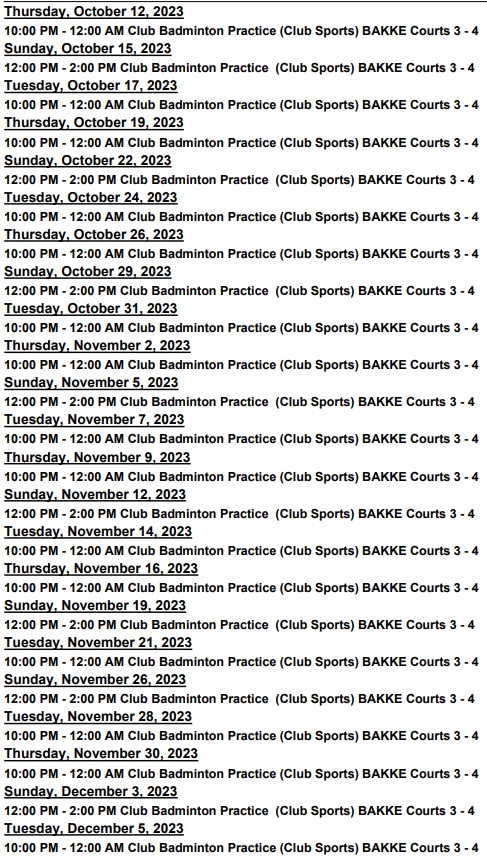 Thursday, October 12, 2023
10:00 PM - 12:00 AM Club Badminton Practice (Club Sports) BAKKE Courts 3 - 4
Sunday, October 15, 2023
12:00 PM - 2:00 PM Club Badminton Practice  (Club Sports) BAKKE Courts 3 - 4
Tuesday, October 17, 2023
10:00 PM - 12:00 AM Club Badminton Practice (Club Sports) BAKKE Courts 3 - 4
Thursday, October 19, 2023
10:00 PM - 12:00 AM Club Badminton Practice (Club Sports) BAKKE Courts 3 - 4
Sunday, October 22, 2023
12:00 PM - 2:00 PM Club Badminton Practice  (Club Sports) BAKKE Courts 3 - 4
Tuesday, October 24, 2023
10:00 PM - 12:00 AM Club Badminton Practice (Club Sports) BAKKE Courts 3 - 4
Thursday, October 26, 2023
10:00 PM - 12:00 AM Club Badminton Practice (Club Sports) BAKKE Courts 3 - 4
Sunday, October 29, 2023
12:00 PM - 2:00 PM Club Badminton Practice  (Club Sports) BAKKE Courts 3 - 4
Tuesday, October 31, 2023
10:00 PM - 12:00 AM Club Badminton Practice (Club Sports) BAKKE Courts 3 - 4
Thursday, November 2, 2023
10:00 PM - 12:00 AM Club Badminton Practice (Club Sports) BAKKE Courts 3 - 4
Sunday, November 5, 2023
12:00 PM - 2:00 PM Club Badminton Practice  (Club Sports) BAKKE Courts 3 - 4
Tuesday, November 7, 2023
10:00 PM - 12:00 AM Club Badminton Practice (Club Sports) BAKKE Courts 3 - 4
Thursday, November 9, 2023
10:00 PM - 12:00 AM Club Badminton Practice (Club Sports) BAKKE Courts 3 - 4
Sunday, November 12, 2023
12:00 PM - 2:00 PM Club Badminton Practice  (Club Sports) BAKKE Courts 3 - 4
Tuesday, November 14, 2023
10:00 PM - 12:00 AM Club Badminton Practice (Club Sports) BAKKE Courts 3 - 4
Thursday, November 16, 2023
10:00 PM - 12:00 AM Club Badminton Practice (Club Sports) BAKKE Courts 3 - 4
Sunday, November 19, 2023
12:00 PM - 2:00 PM Club Badminton Practice  (Club Sports) BAKKE Courts 3 - 4
Tuesday, November 21, 2023
10:00 PM - 12:00 AM Club Badminton Practice (Club Sports) BAKKE Courts 3 - 4
Sunday, November 26, 2023
12:00 PM - 2:00 PM Club Badminton Practice  (Club Sports) BAKKE Courts 3 - 4
Tuesday, November 28, 2023
10:00 PM - 12:00 AM Club Badminton Practice (Club Sports) BAKKE Courts 3 - 4
Thursday, November 30, 2023
10:00 PM - 12:00 AM Club Badminton Practice (Club Sports) BAKKE Courts 3 - 4
Sunday, December 3, 2023
12:00 PM - 2:00 PM Club Badminton Practice  (Club Sports) BAKKE Courts 3 - 4
Tuesday, December 5, 2023
10:00 PM - 12:00 AM Club Badminton Practice (Club Sports) BAKKE Courts 3 - 4